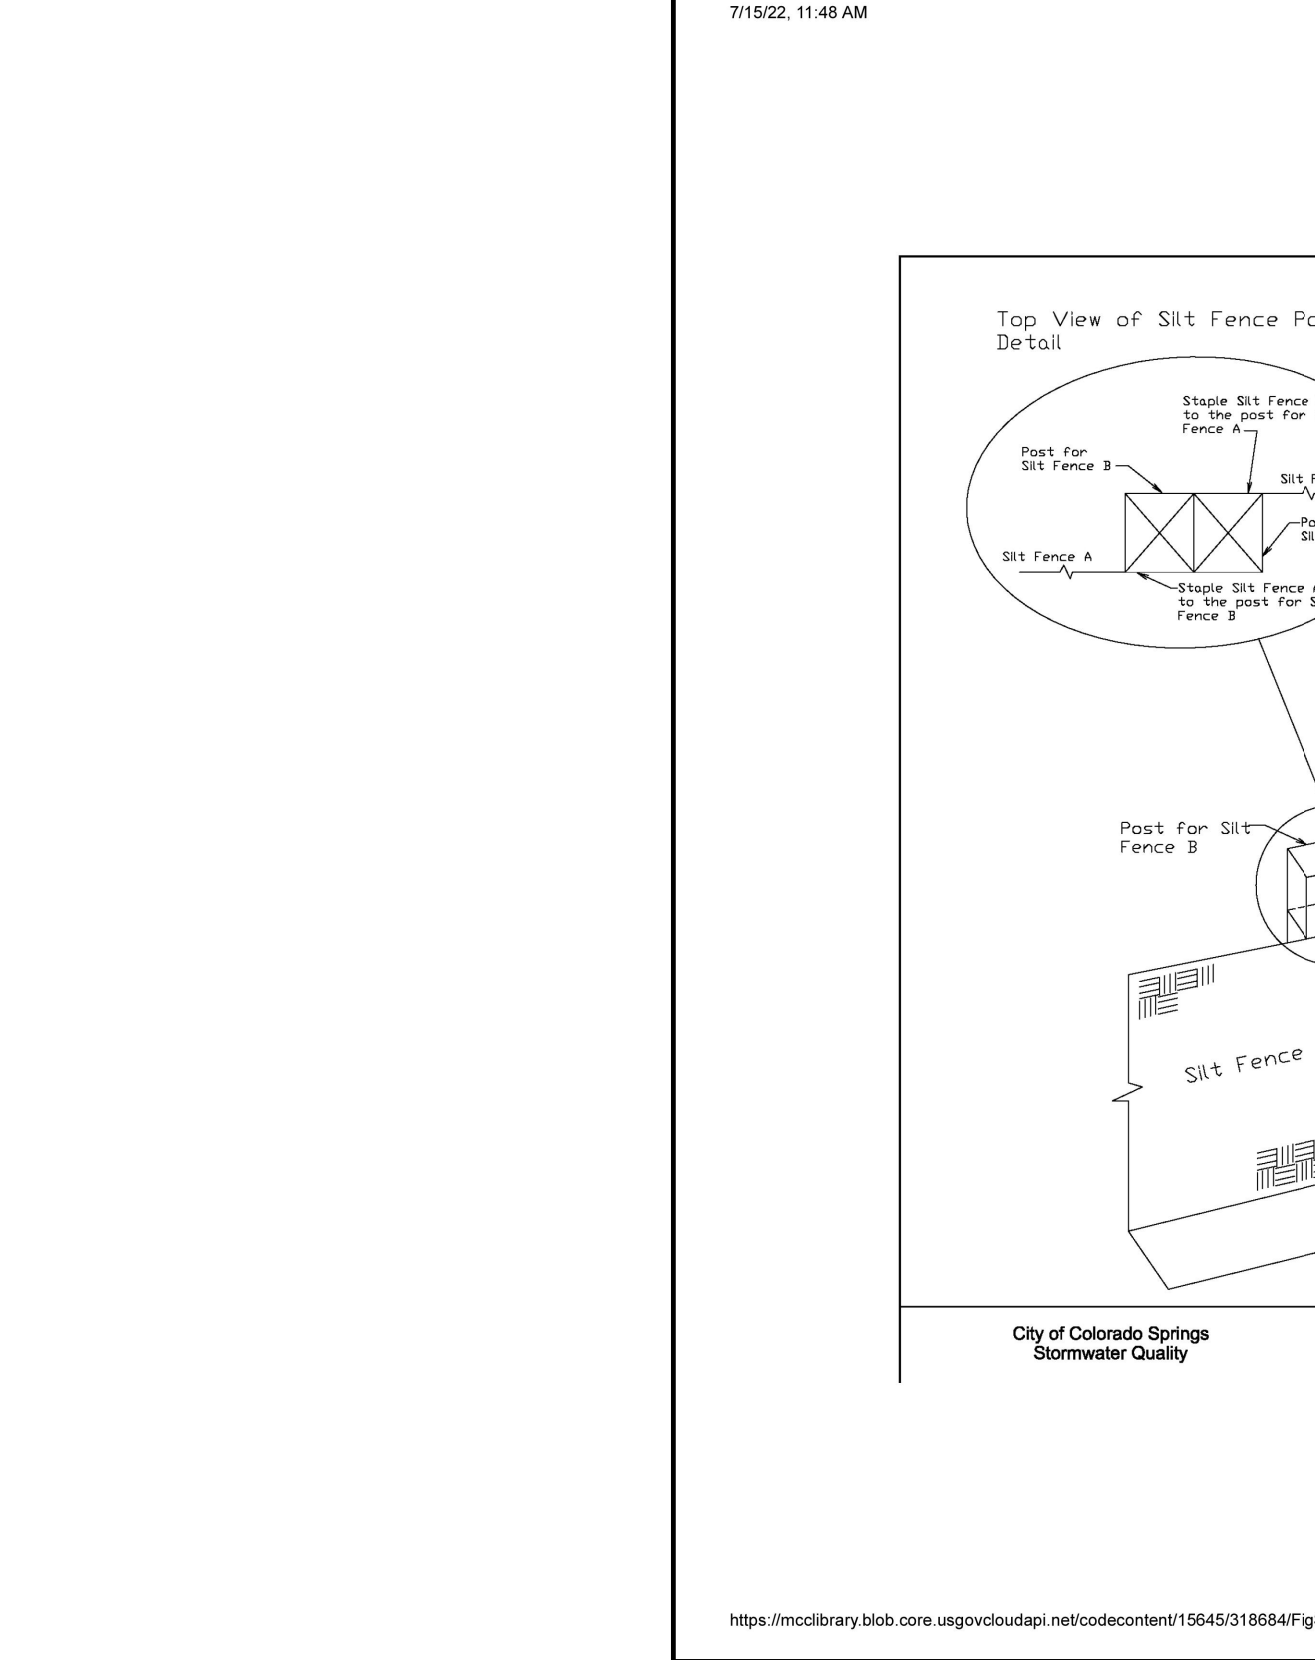 7/15/22, 11:48 AM
Top View of Silt Fence
Detail
Staple Silt Fence
to the post for
Fence A
Post for
Silt Fence B
Silt
Silt Fence A
Staple Silt Fence
to the post for
Fence B
Post for Silt
Fence B
Silt Fence
City of Colorado Springs
Stormwater Quality
https://mcclibrary.blob.core.usgovcloudapi.net/codecontent/15645/318684/Fig